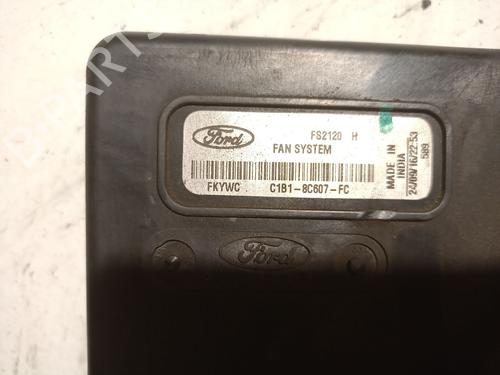 Ford
FS2120 H
FAN SYSTEM
FKYWC C1B1-8C607-FC
MADE IN
INDIA
24/09/16/22:53
589
Ford